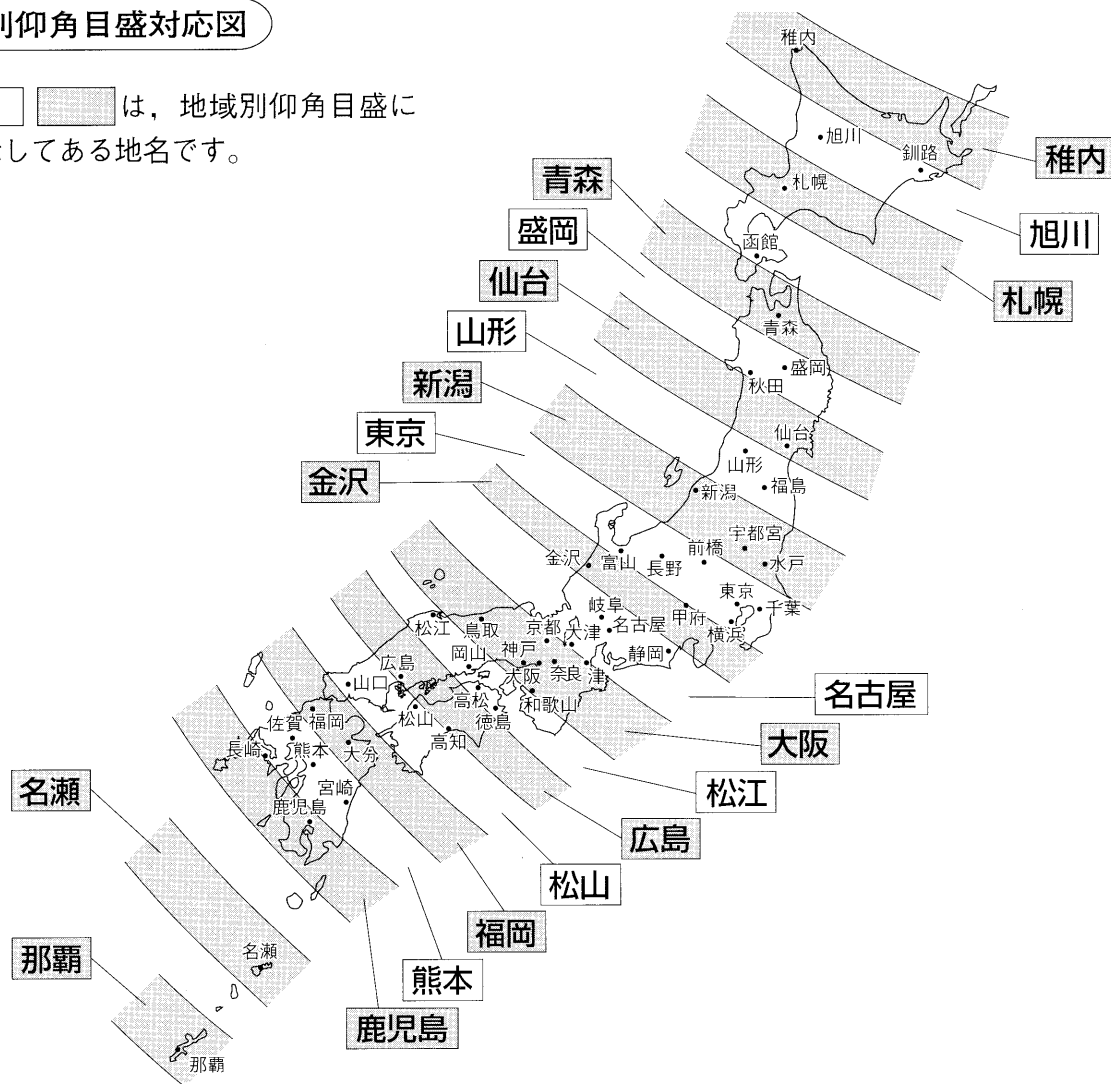 別仰角目盛対応図
は，地域別仰角目盛に
してある地名です。
稚内
旭川
釧路
稚内
札幌
旭川
青森
盛岡
函館
札幌
仙台
青森
山形
盛岡
秋田
新潟
仙台
東京
山形
福島
新潟
金沢
宇都宮
前橋
金沢
富山
長野
水戸
東京
千葉
岐阜
甲府
横浜
名古屋
静岡
松江
鳥取
京都
大津
岡山
神戸
広島
大阪
奈良
津
山口
高松
和歌山
名古屋
松山
徳島
佐賀
福岡
高知
大阪
長崎
熊本
大分
名瀬
宮崎
松江
鹿児島
広島
松山
福岡
那覇
名瀬
熊本
鹿児島
那覇